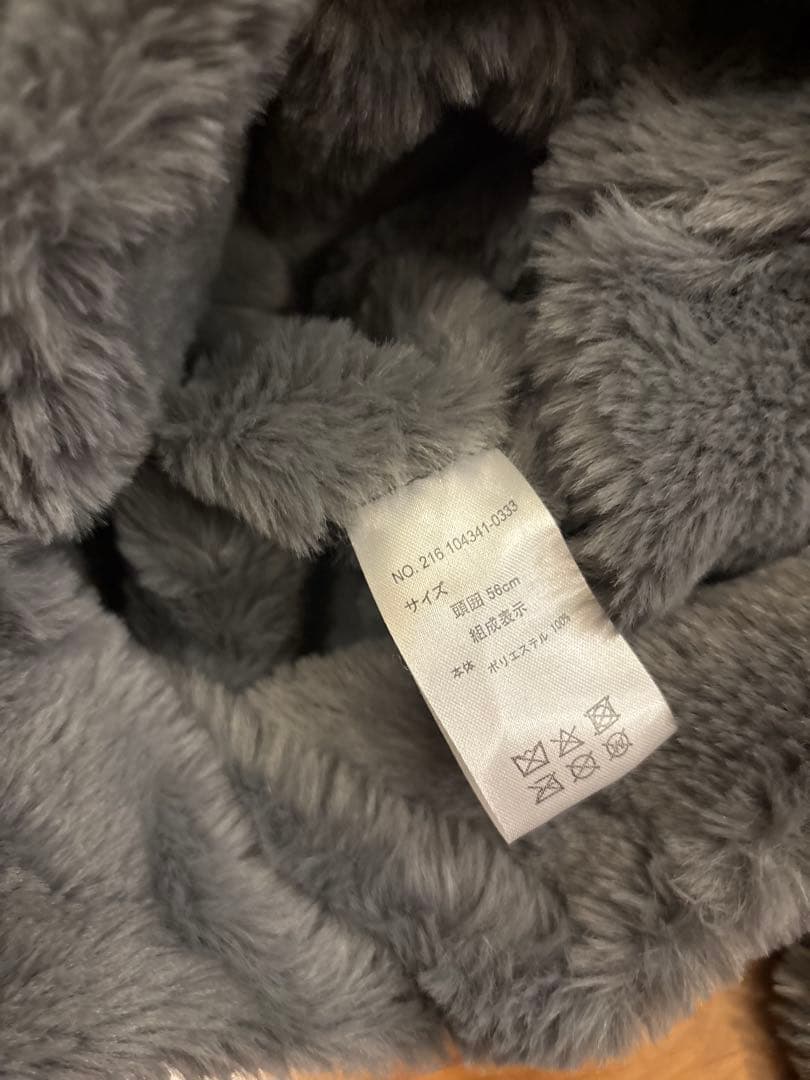 NO. 216 104341-0333
サイズ
頭囲 56cm
組成表示
本体 ポリエステル 100%